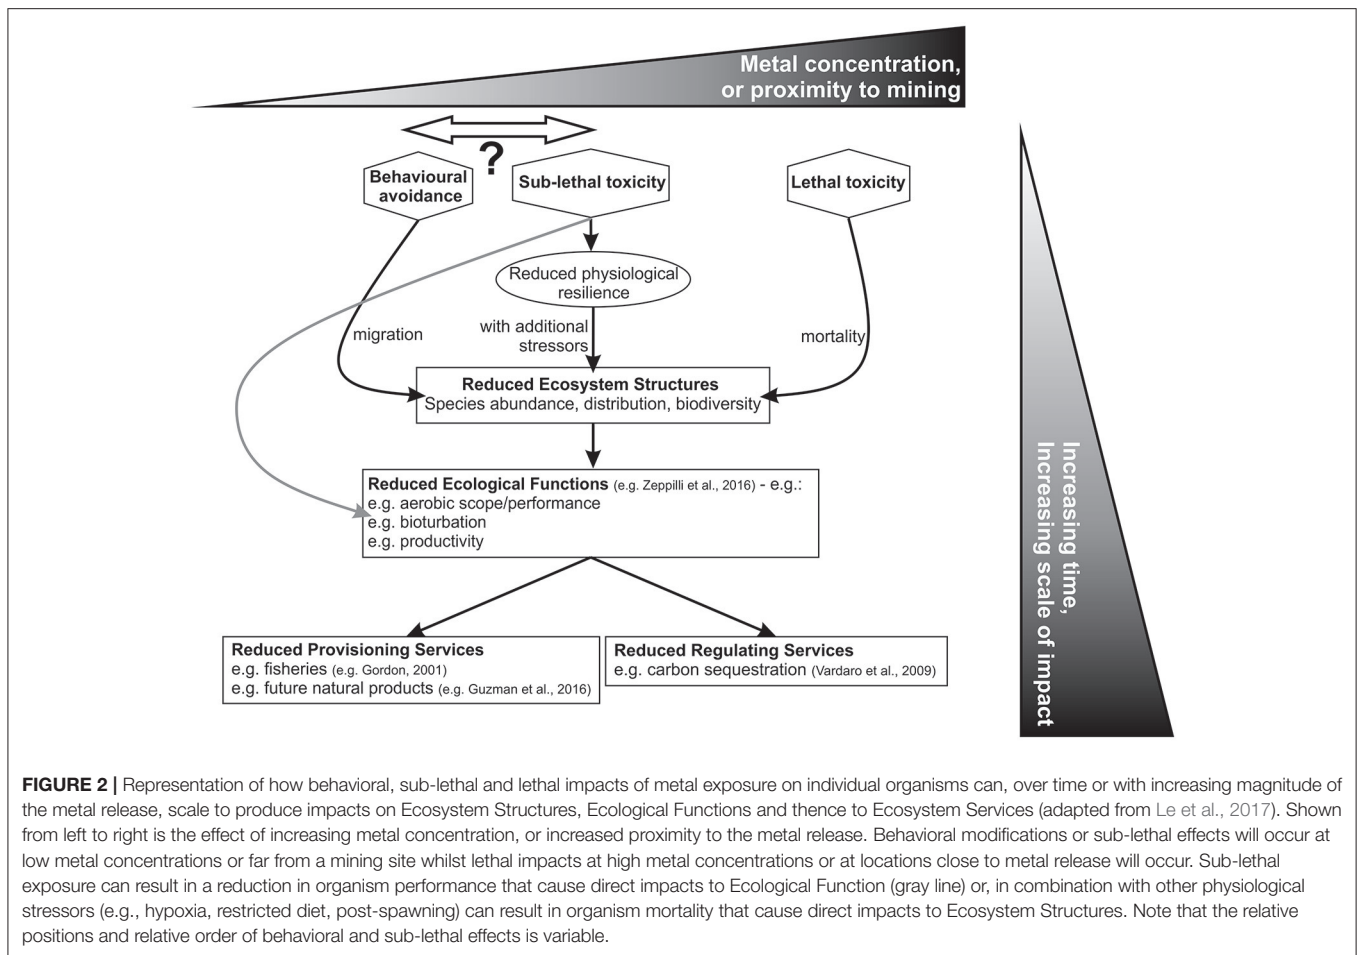 Metal concentration,
or proximity to mining
?
Behavioural
avoidance
Sub-lethal toxicity
Lethal toxicity
Reduced physiological
resilience
migration
with additional
stressors
mortality
Reduced Ecosystem Structures
Species abundance, distribution, biodiversity
Reduced Ecological Functions (e.g. Zeppilli et al., 2016) - e.g.:
e.g. aerobic scope/performance
e.g. bioturbation
e.g. productivity
Reduced Provisioning Services
e.g. fisheries (e.g. Gordon, 2001)
e.g. future natural products (e.g. Guzman et al., 2016)
Reduced Regulating Services
e.g. carbon sequestration (Vardaro et al., 2009)
Increasing time,
Increasing scale of impact
FIGURE 2 | Representation of how behavioral, sub-lethal and lethal impacts of metal exposure on individual organisms can, over time or with increasing magnitude of
the metal release, scale to produce impacts on Ecosystem Structures, Ecological Functions and thence to Ecosystem Services (adapted from Le et al., 2017). Shown
from left to right is the effect of increasing metal concentration, or increased proximity to the metal release. Behavioral modifications or sub-lethal effects will occur at
low metal concentrations or far from a mining site whilst lethal impacts at high metal concentrations or at locations close to metal release will occur. Sub-lethal
exposure can result in a reduction in organism performance that cause direct impacts to Ecological Function (gray line) or, in combination with other physiological
stressors (e.g., hypoxia, restricted diet, post-spawning) can result in organism mortality that cause direct impacts to Ecosystem Structures. Note that the relative
positions and relative order of behavioral and sub-lethal effects is variable.